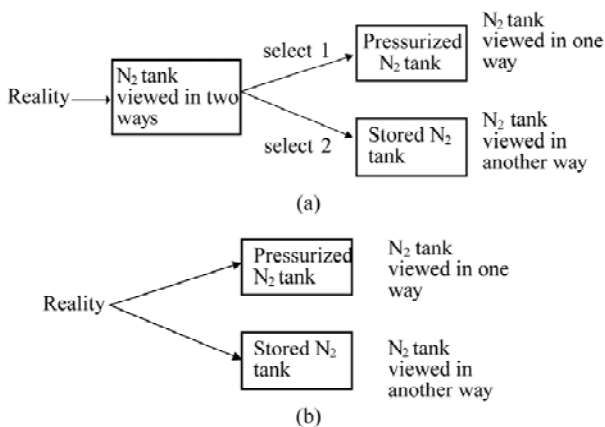 select 1
Pressurized
N₂ tank
N₂ tank
viewed in one
way
Reality
N₂ tank
viewed in two
ways
select 2
Stored N₂
tank
N₂ tank
viewed in
another way
(a)
Pressurized
N₂ tank
N₂ tank
viewed in one
way
Reality
Stored N₂
tank
N₂ tank
viewed in
another way
(b)